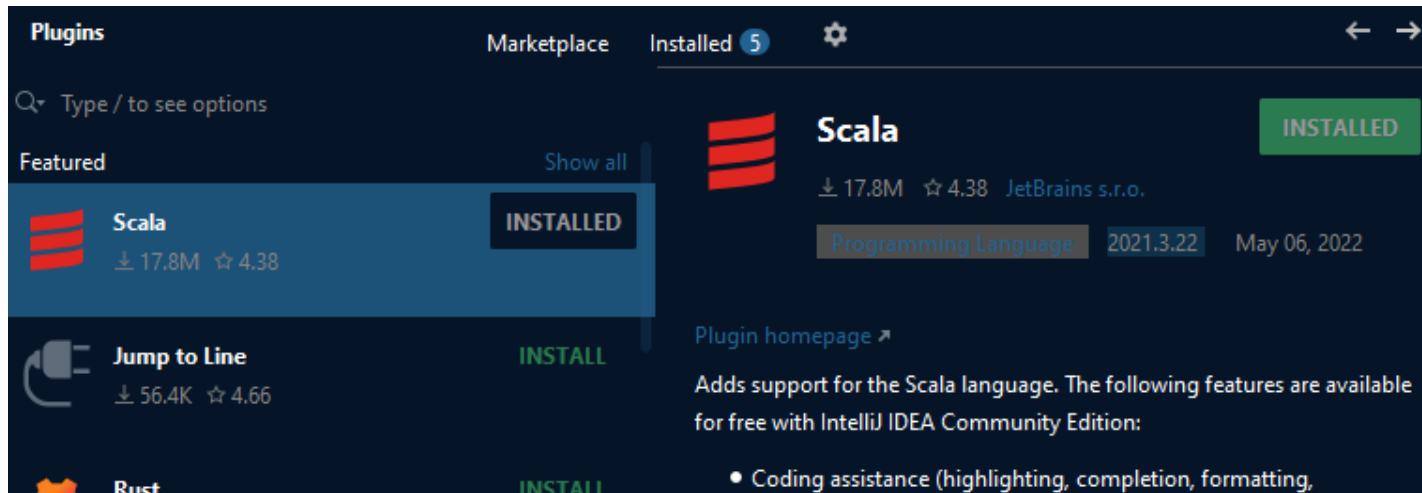 Plugins
Marketplace
Installed 5
Type / to see options
Featured
Show all
Scala
17.8M 4.38
INSTALLED
Jump to Line
56.4K 4.66
INSTALL
Rust
INSTALL
Scala
INSTALLED
17.8M 4.38 JetBrains s.r.o.
Programming Language 2021.3.22 May 06, 2022
Plugin homepage
Adds support for the Scala language. The following features are available
for free with IntelliJ IDEA Community Edition:
• Coding assistance (highlighting, completion, formatting,